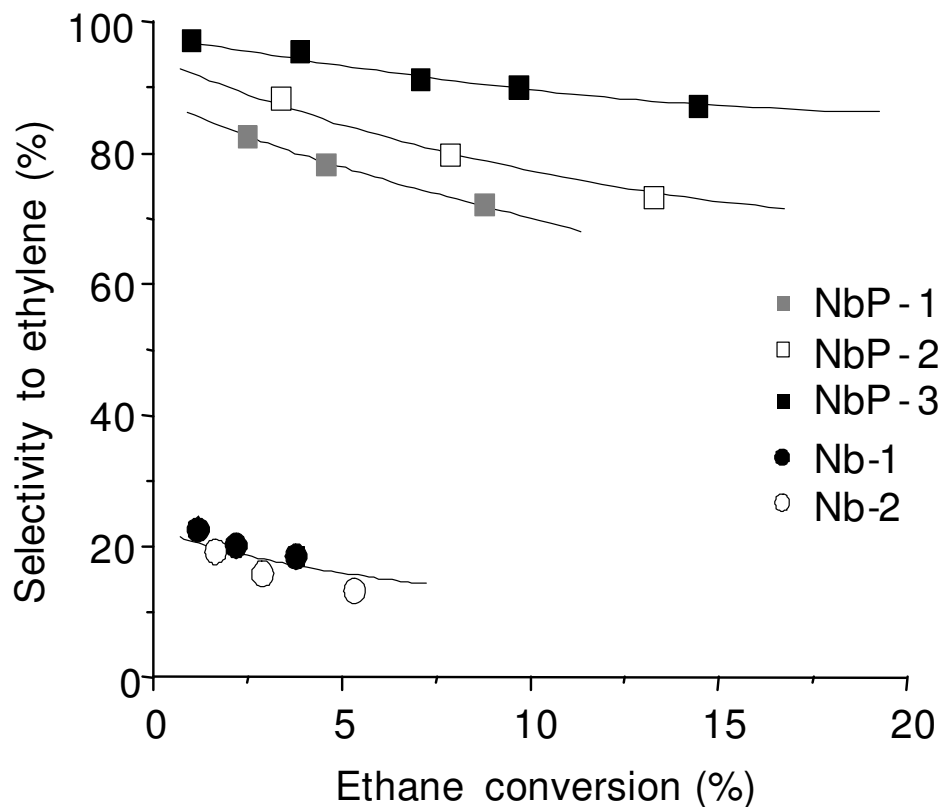 100
80
60
40
20
0
Selectivity to ethylene (%)
NbP - 1
NbP - 2
NbP - 3
Nb-1
Nb-2
0 5 10 15 20
Ethane conversion (%)